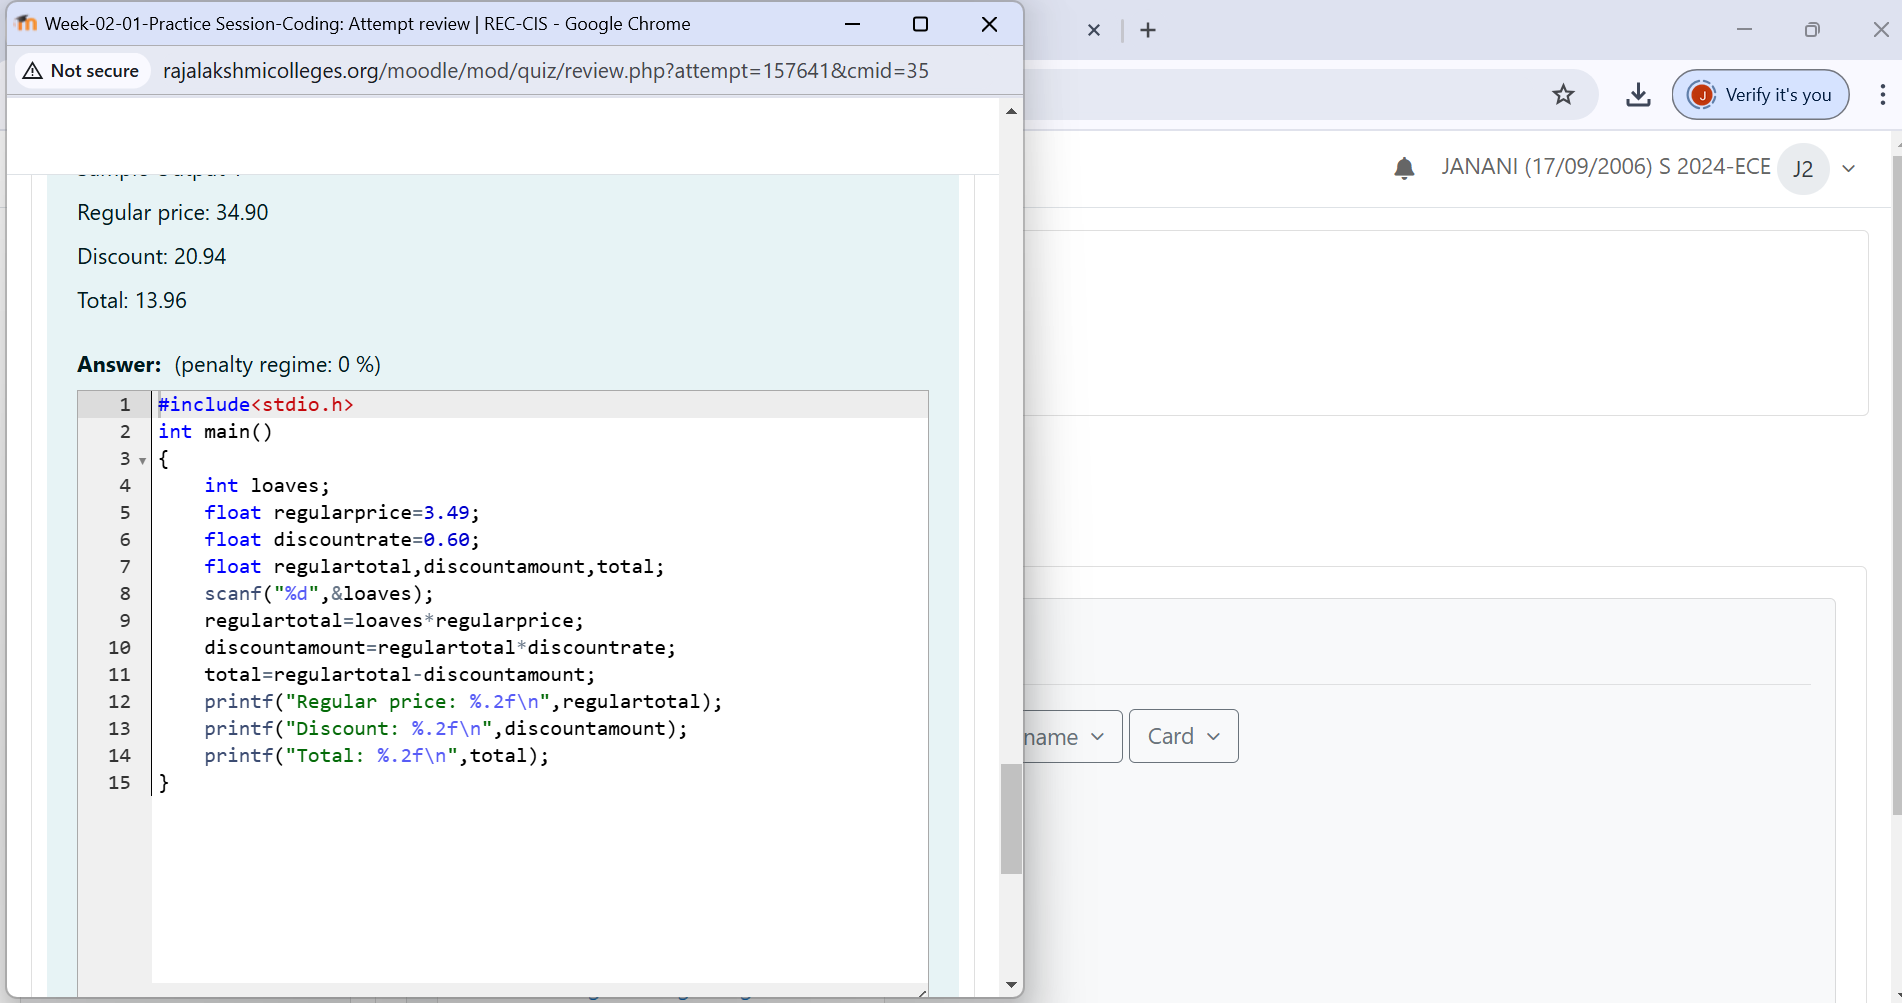 Week-02-01-Practice Session-Coding: Attempt review | REC-CIS - Google Chrome
Not secure rajalakshmicolleges.org/moodle/mod/quiz/review.php?attempt=157641&cmid=35
Verify it's you
JANANI (17/09/2006) S 2024-ECE J2
Regular price: 34.90
Discount: 20.94
Total: 13.96
Answer: (penalty regime: 0 %)
1 #include<stdio.h>
2 int main()
3 {
4 int loaves;
5 float regularprice=3.49;
6 float discountrate=0.60;
7 float regulartotal,discountamount,total;
8 scanf("%d",&loaves);
9 regulartotal=loaves*regularprice;
10 discountamount=regulartotal*discountrate;
11 total=regulartotal-discountamount;
12 printf("Regular price: %.2f\n",regulartotal);
13 printf("Discount: %.2f\n",discountamount);
14 printf("Total: %.2f\n",total);
15 }
name
Card